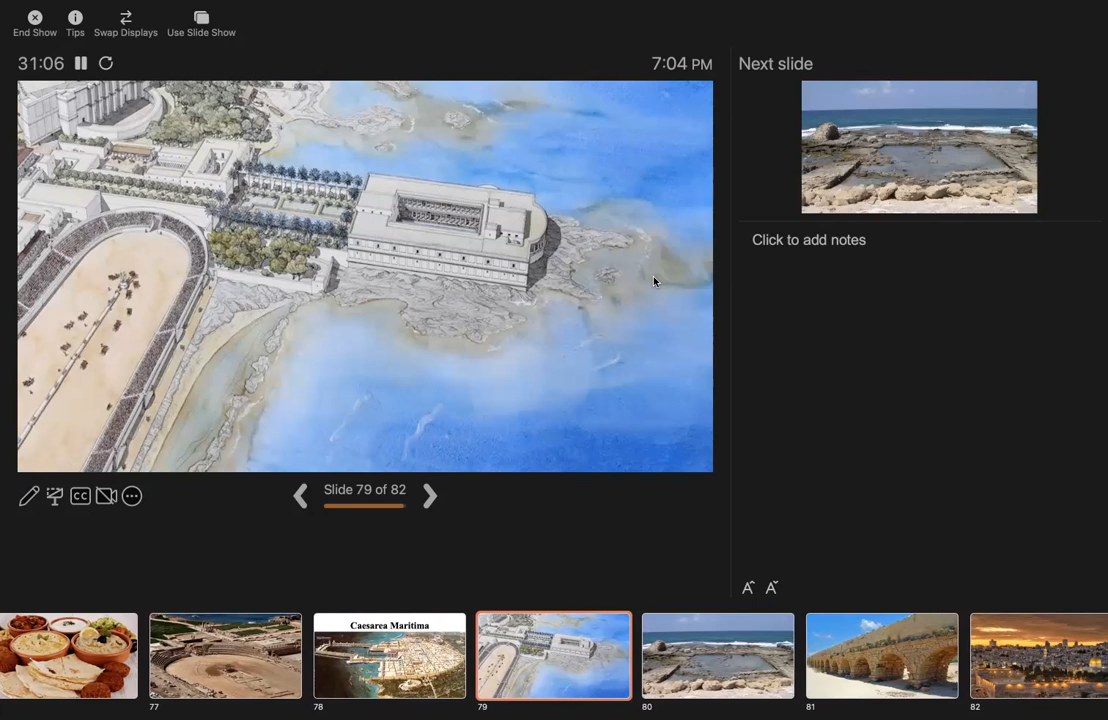 End Show
Tips
Swap Displays
Use Slide Show
31:06
7:04 PM
Next slide
Click to add notes
CC
Slide 79 of 82
A
A
Caesarea Maritima
77
78
79
80
81
82